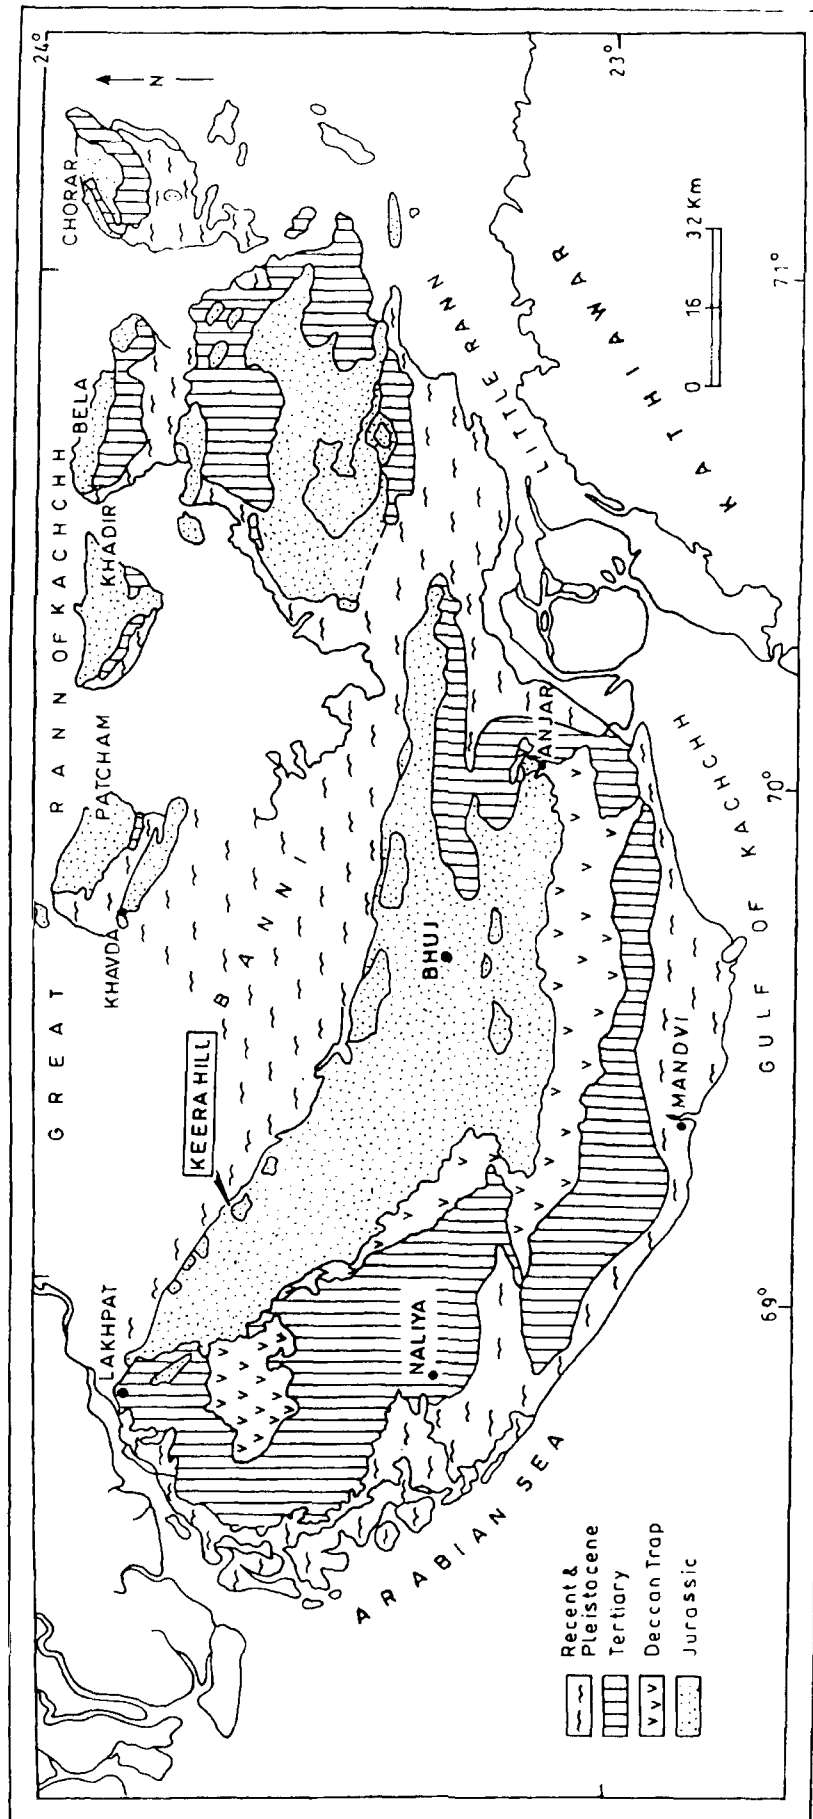 24°
23°
N
GREAT RANN OF KACHCHH
CHORAR
BELA
KHADIR
PATCHAM
KHAVDA
BANNI
KEERA HILL
LAKHPAT
NALIYA
BHUJ
ANJAR
MANDVI
LITTLE RANN
KATHIAWAR
GULF OF KACHCHH
ARABIAN SEA
0 16 32 Km
69°
70°
71°
Recent &
Pleistocene
Tertiary
Deccan Trap
Jurassic